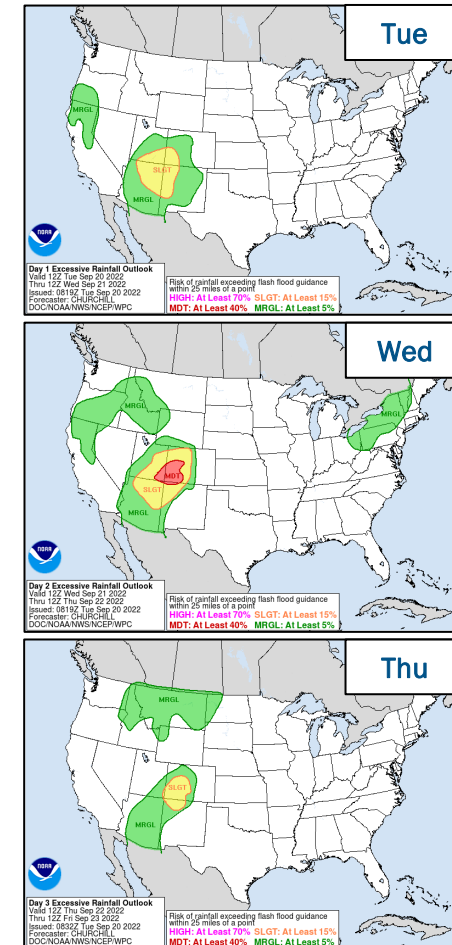 Tue
MRGL
SLGT
MRGL
NOAA
Day 1 Excessive Rainfall Outlook
Valid 12Z Tue Sep 20 2022
Thru 12Z Wed Sep 21 2022
Issued: 0819Z Tue Sep 20 2022
Forecaster: CHURCHILL
DOC/NOAA/NWS/NCEP/WPC
Risk of rainfall exceeding flash flood guidance
within 25 miles of a point
HIGH: At Least 70% SLGT: At Least 15%
MDT: At Least 40% MRGL: At Least 5%
Wed
MRGL
MRGL
MDT
SLGT
MRGL
NOAA
Day 2 Excessive Rainfall Outlook
Valid 12Z Wed Sep 21 2022
Thru 12Z Thu Sep 22 2022
Issued: 0819Z Tue Sep 20 2022
Forecaster: CHURCHILL
DOC/NOAA/NWS/NCEP/WPC
Risk of rainfall exceeding flash flood guidance
within 25 miles of a point
HIGH: At Least 70% SLGT: At Least 15%
MDT: At Least 40% MRGL: At Least 5%
Thu
MRGL
SLGT
MRGL
NOAA
Day 3 Excessive Rainfall Outlook
Valid 12Z Thu Sep 22 2022
Thru 12Z Fri Sep 23 2022
Issued: 0832Z Tue Sep 20 2022
Forecaster: CHURCHILL
DOC/NOAA/NWS/NCEP/WPC
Risk of rainfall exceeding flash flood guidance
within 25 miles of a point
HIGH: At Least 70% SLGT: At Least 15%
MDT: At Least 40% MRGL: At Least 5%